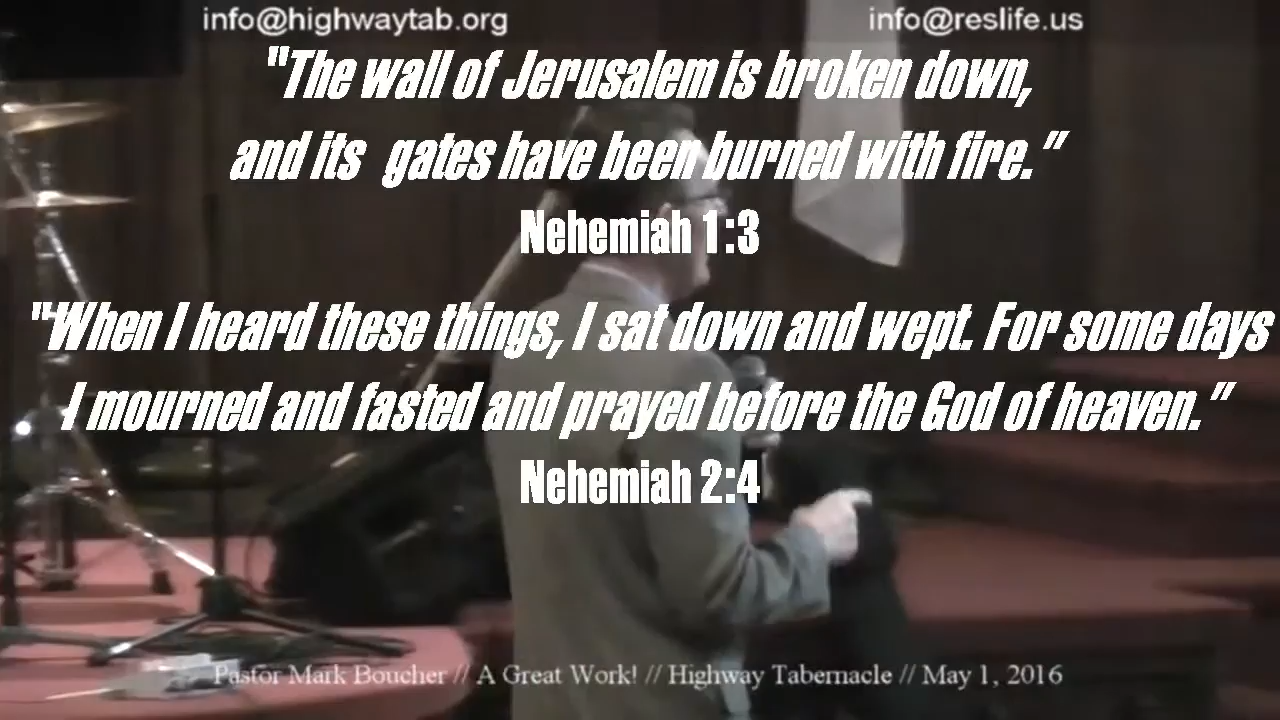 info@highwaytab.org info@reslife.us
"The wall of Jerusalem is broken down,
and its gates have been burned with fire.”
Nehemiah 1:3
"When I heard these things, I sat down and wept. For some days
I mourned and fasted and prayed before the God of heaven.”
Nehemiah 2:4
Pastor Mark Boucher // A Great Work! // Highway Tabernacle // May 1, 2016